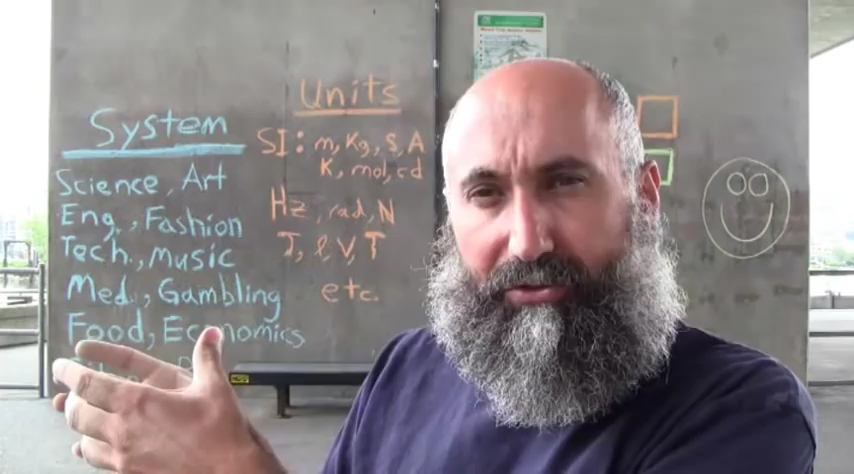 System
Science, Art
Eng., Fashion
Tech., Music
Med., Gambling
Food, Economics
Units
SI: m, Kg, s, A
K, mol, cd
Hz, rad, N
J, l, V, T
etc.